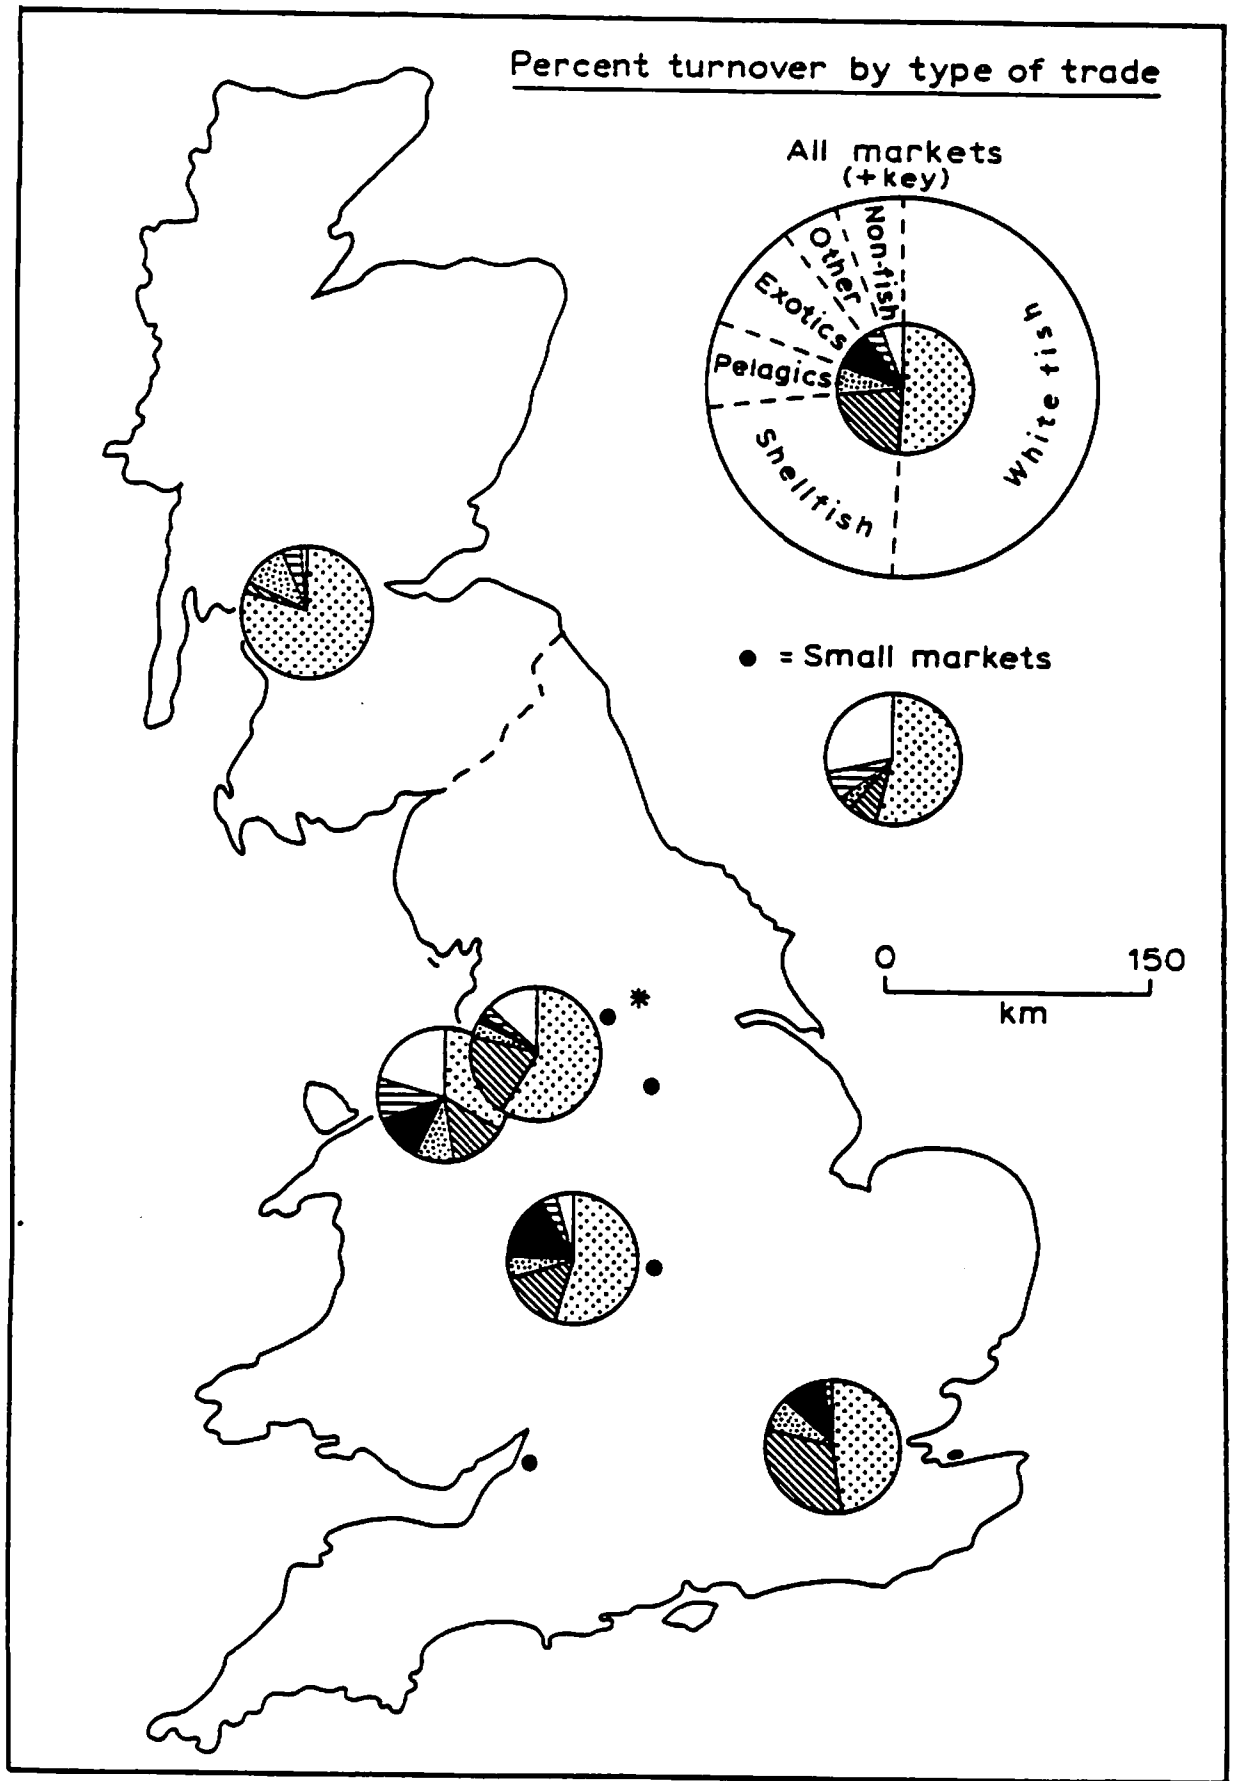 Percent turnover by type of trade
All markets
(+key)
Non-fish
Other
Exotics
Pelagics
Shellfish
White fish
● = Small markets
0 150
km
*